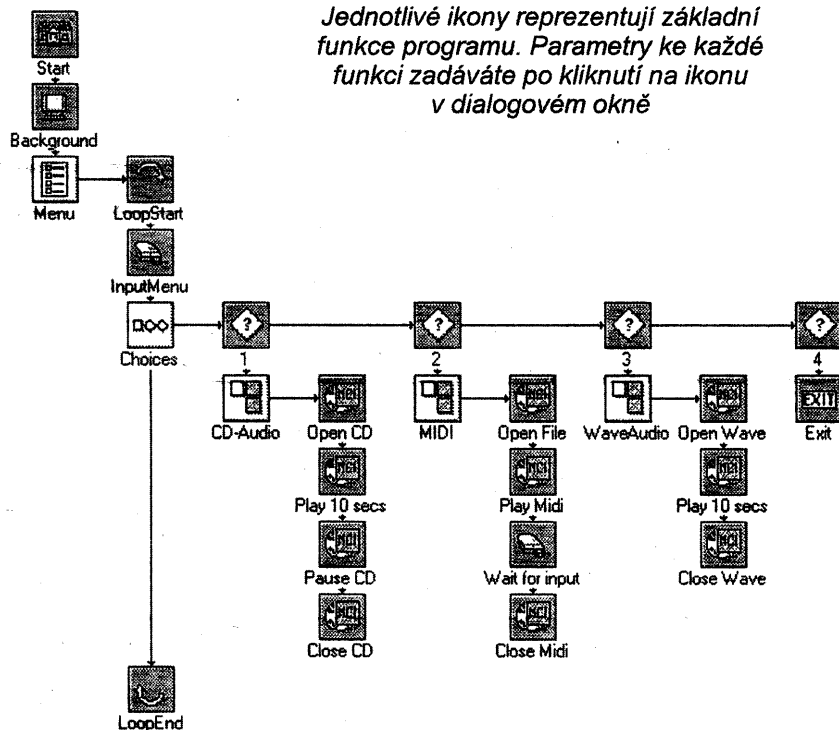 Jednotlivé ikony reprezentují základní
funkce programu. Parametry ke každé
funkci zadáváte po kliknutí na ikonu
v dialogovém okně
Start
Background
Menu
LoopStart
InputMenu
Choices
1
2
3
4
CD-Audio
Open CD
MIDI
Open File
WaveAudio
Open Wave
EXIT
Exit
MCI
Play 10 secs
Play Midi
Play 10 secs
Pause CD
Wait for input
Close Wave
Close CD
Close Midi
LoopEnd